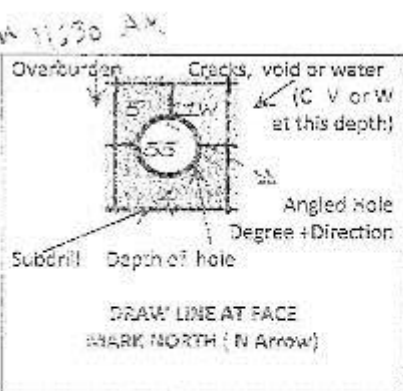 11:30 AM
Overburden Cracks, void or water
(C V or W
at this depth)
5'
W
55
Angled Hole
Degree +Direction
Subdrill Depth of hole
DRAW LINE AT FACE
MARK NORTH ( N Arrow)